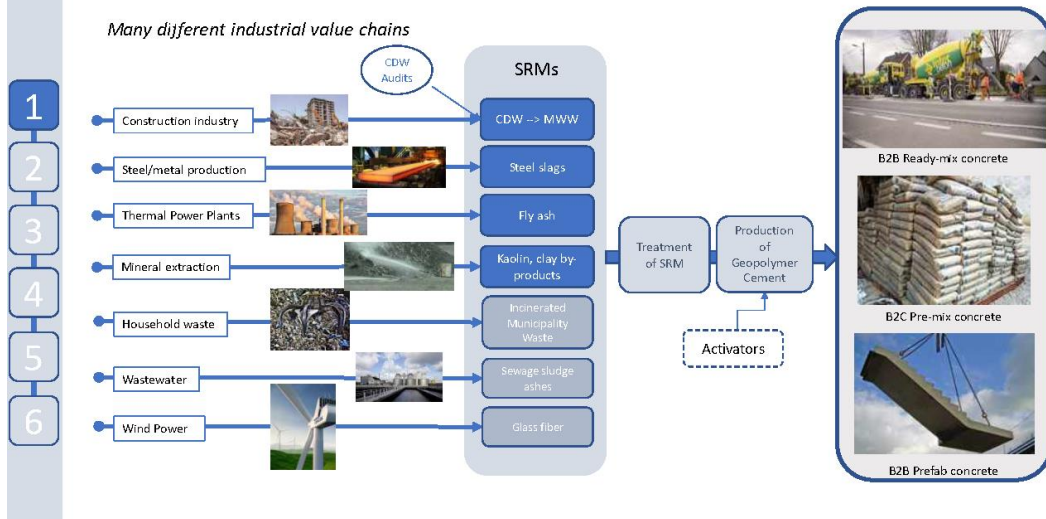 Many different industrial value chains
1
2
3
4
5
6
CDW
Audits
SRMs
Construction industry
CDW --> MWW
Steel/metal production
Steel slags
Thermal Power Plants
Fly ash
Mineral extraction
Kaolin, clay by-
products
Household waste
Incinerated
Municipality
Waste
Wastewater
Sewage sludge
ashes
Wind Power
Glass fiber
Treatment
of SRM
Production
of
Geopolymer
Cement
Activators
B2B Ready-mix concrete
B2C Pre-mix concrete
B2B Prefab concrete